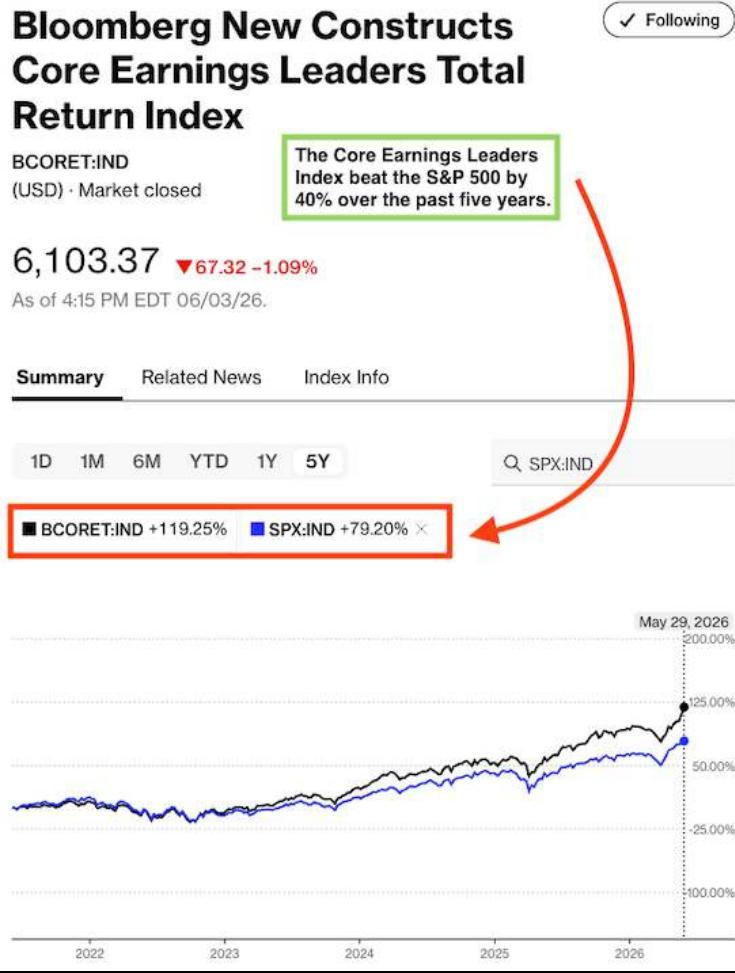 Bloomberg New Constructs
Core Earnings Leaders Total
Return Index
✓ Following
BCORET:IND
(USD) · Market closed
The Core Earnings Leaders
Index beat the S&P 500 by
40% over the past five years.
6,103.37 ▼67.32 −1.09%
As of 4:15 PM EDT 06/03/26.
Summary Related News Index Info
1D 1M 6M YTD 1Y 5Y
SPX:IND
BCORET:IND +119.25% SPX:IND +79.20% ×
May 29, 2026
200.00%
125.00%
50.00%
-25.00%
-100.00%
2022 2023 2024 2025 2026